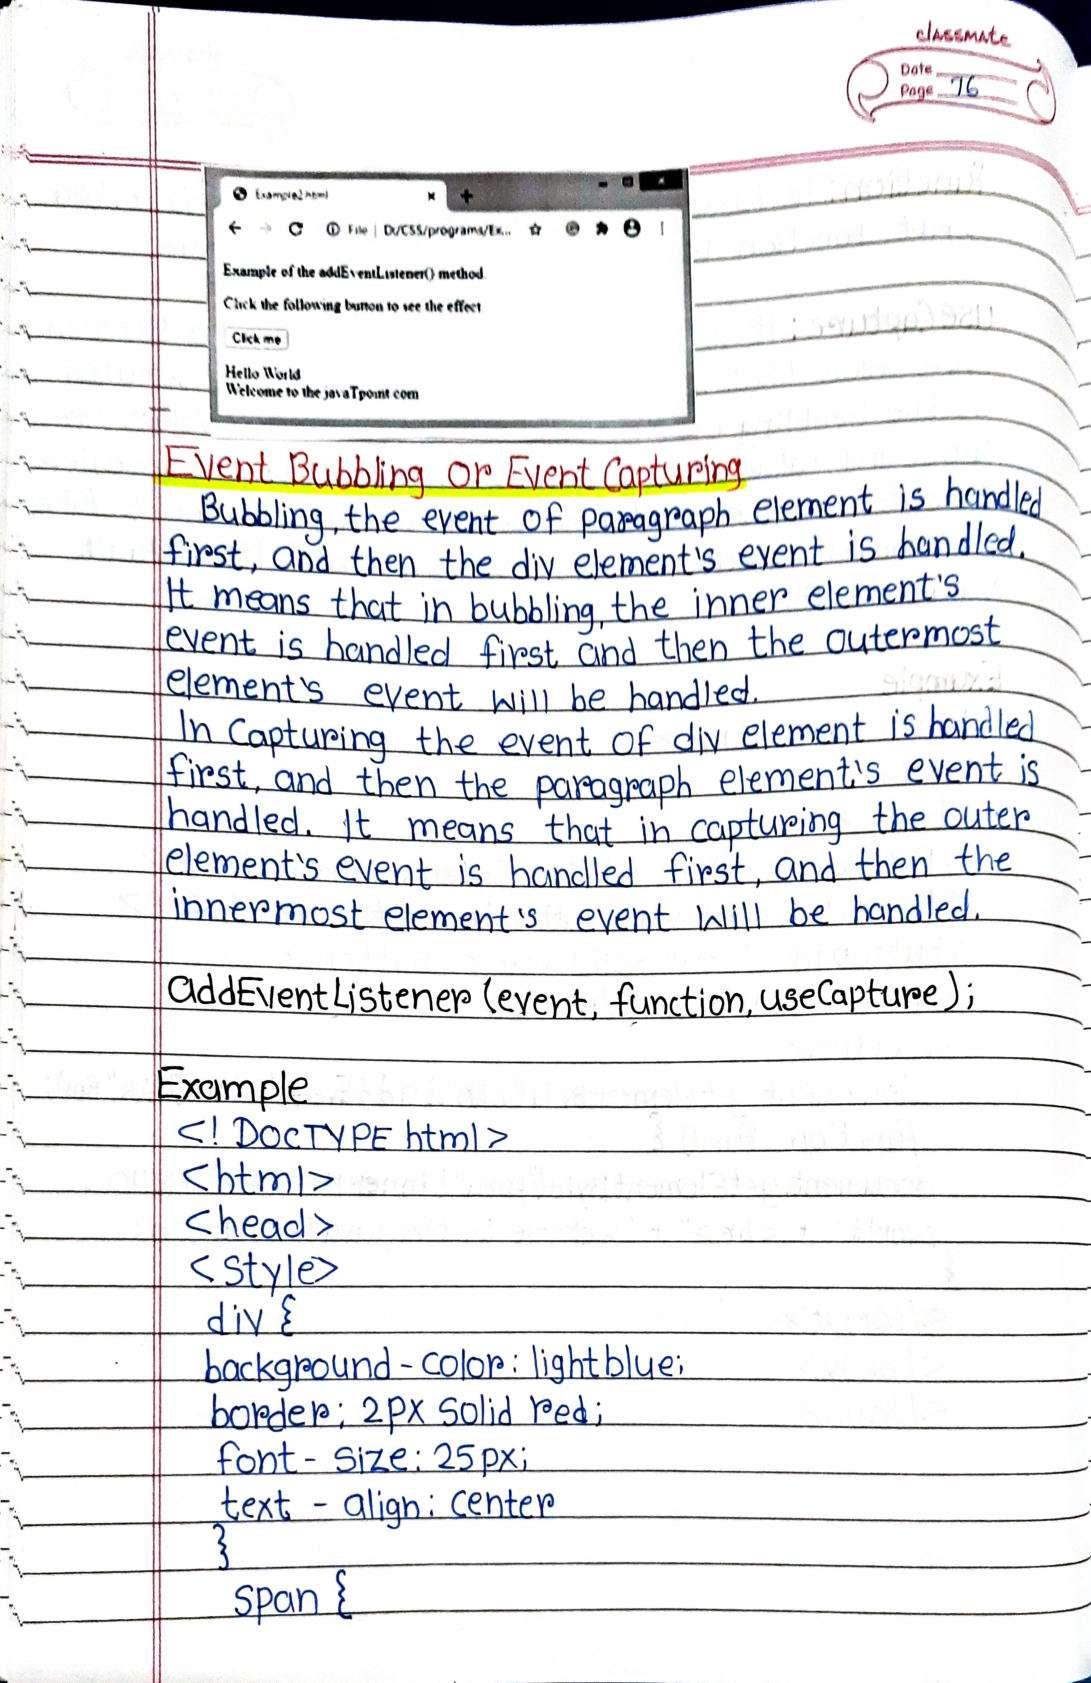 classmate
Date
Page 76
Example2.html
File | D:/CSS/programs/Ex...
Example of the addEventListener() method.
Click the following button to see the effect.
Click me
Hello World
Welcome to the javaTpoint.com
Event Bubbling or Event Capturing
Bubbling, the event of paragraph element is handled
first, and then the div element's event is handled.
It means that in bubbling, the inner element's
event is handled first and then the outermost
element's event will be handled.
In Capturing the event of div element is handled
first, and then the paragraph element's event is
handled. It means that in capturing the outer
element's event is handled first, and then the
innermost element's event will be handled.
addEventListener (event, function, useCapture);
Example
<! DOCTYPE html>
<html>
<head>
<style>
div {
background-color: lightblue;
border: 2px solid red;
font-size: 25px;
text-align: center
}
span {